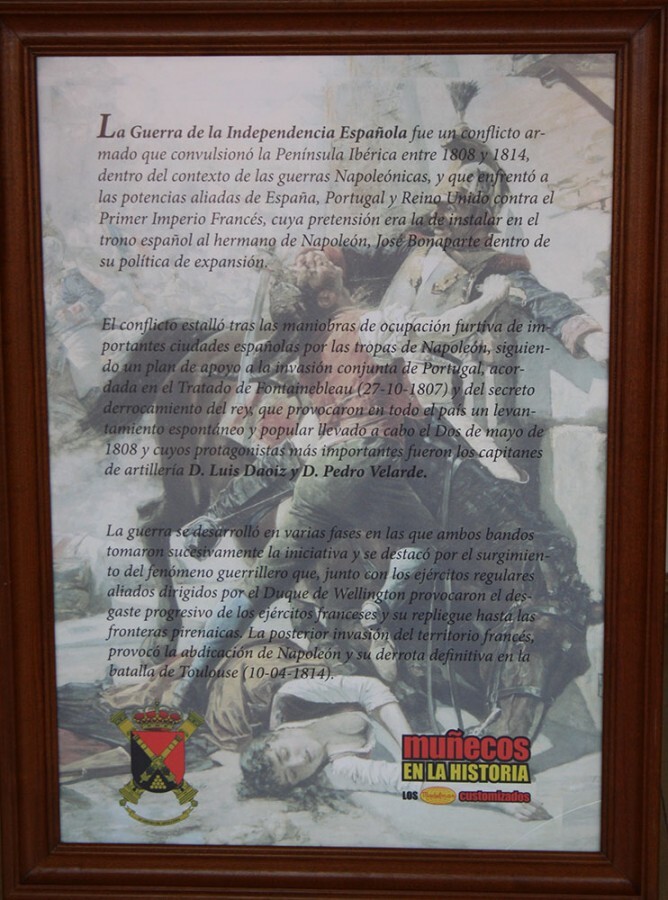 La Guerra de la Independencia Española fue un conflicto ar-
mado que convulsionó la Península Ibérica entre 1808 y 1814,
dentro del contexto de las guerras Napoleónicas, y que enfrentó a
las potencias aliadas de España, Portugal y Reino Unido contra el
Primer Imperio Francés, cuya pretensión era la de instalar en el
trono español al hermano de Napoleón, José Bonaparte dentro de
su política de expansión.
El conflicto estalló tras las maniobras de ocupación furtiva de im-
portantes ciudades españolas por las tropas de Napoleón, siguien-
do un plan de apoyo a la invasión conjunta de Portugal, acor-
dada en el Tratado de Fontainebleau (27-10-1807) y del secreto
derrocamiento del rey, que provocaron en todo el país un levan-
tamiento espontáneo y popular llevado a cabo el Dos de mayo de
1808 y cuyos protagonistas más importantes fueron los capitanes
de artillería D. Luis Daoiz y D. Pedro Velarde.
La guerra se desarrolló en varias fases en las que ambos bandos
tomaron sucesivamente la iniciativa y se destacó por el surgimien-
to del fenómeno guerrillero que, junto con los ejércitos regulares
aliados dirigidos por el Duque de Wellington provocaron el des-
gaste progresivo de los ejércitos franceses y su repliegue hasta las
fronteras pirenaicas. La posterior invasión del territorio francés,
provocó la abdicación de Napoleón y su derrota definitiva en la
batalla de Toulouse (10-04-1814).
muñecos
EN LA HISTORIA
LOS customizados